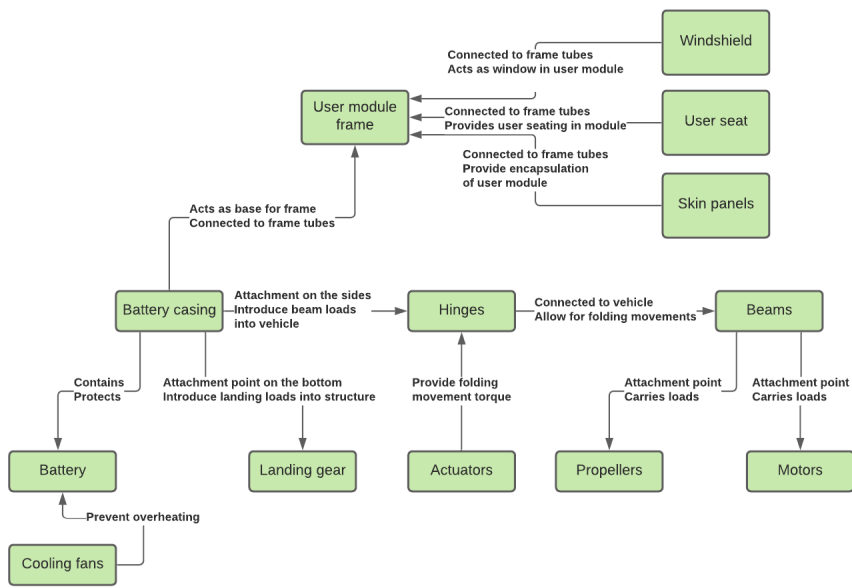 Windshield
Connected to frame tubes
Acts as window in user module
User module
frame
Connected to frame tubes
Provides user seating in module
User seat
Connected to frame tubes
Provide encapsulation
of user module
Skin panels
Acts as base for frame
Connected to frame tubes
Battery casing
Attachment on the sides
Introduce beam loads
into vehicle
Hinges
Connected to vehicle
Allow for folding movements
Beams
Contains
Protects
Attachment point on the bottom
Introduce landing loads into structure
Provide folding
movement torque
Attachment point
Carries loads
Attachment point
Carries loads
Battery
Landing gear
Actuators
Propellers
Motors
Prevent overheating
Cooling fans